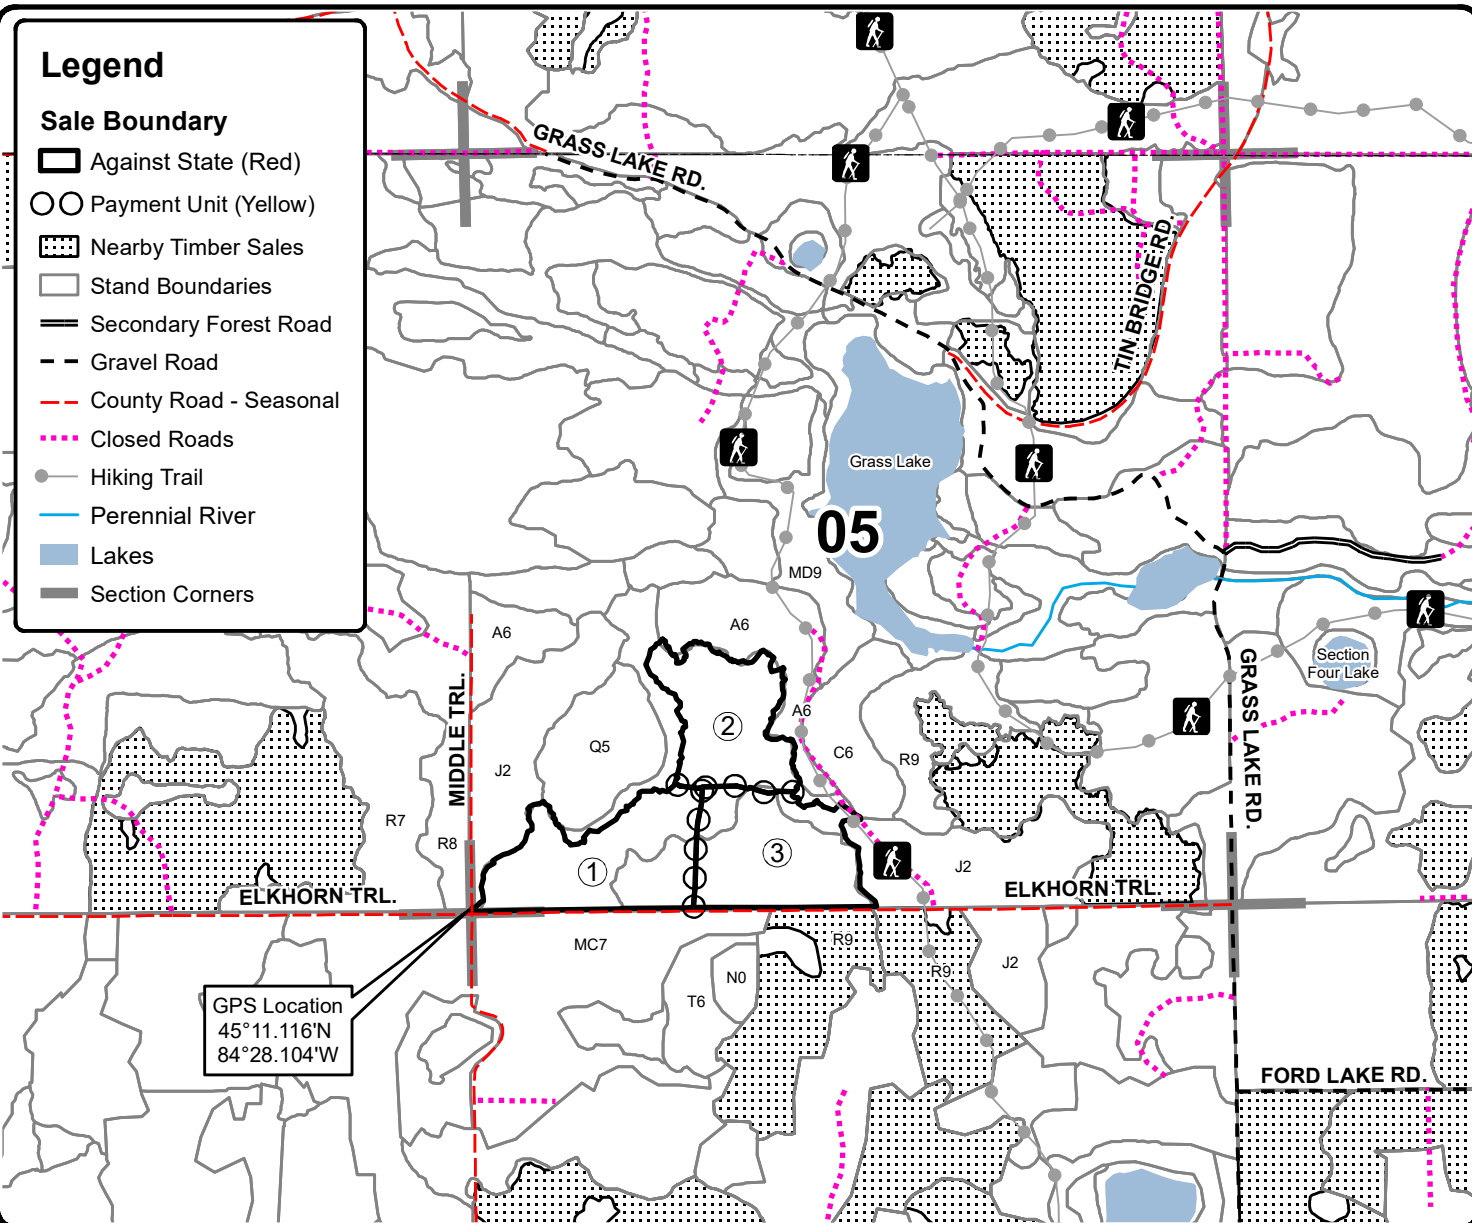 Legend
Sale Boundary
Against State (Red)
Payment Unit (Yellow)
Nearby Timber Sales
Stand Boundaries
Secondary Forest Road
Gravel Road
County Road - Seasonal
Closed Roads
Hiking Trail
Perennial River
Lakes
Section Corners
GRASS LAKE RD.
TIN BRIDGE RD.
Grass Lake
05
MD9
A6
A6
MIDDLE TRL.
Section
Four Lake
GRASS LAKE RD.
A6
2
Q5
C6
R9
J2
R7
R8
1
3
J2
ELKHORN TRL.
ELKHORN TRL.
MC7
R9
R9
J2
N0
T6
GPS Location
45°11.116'N
84°28.104'W
FORD LAKE RD.